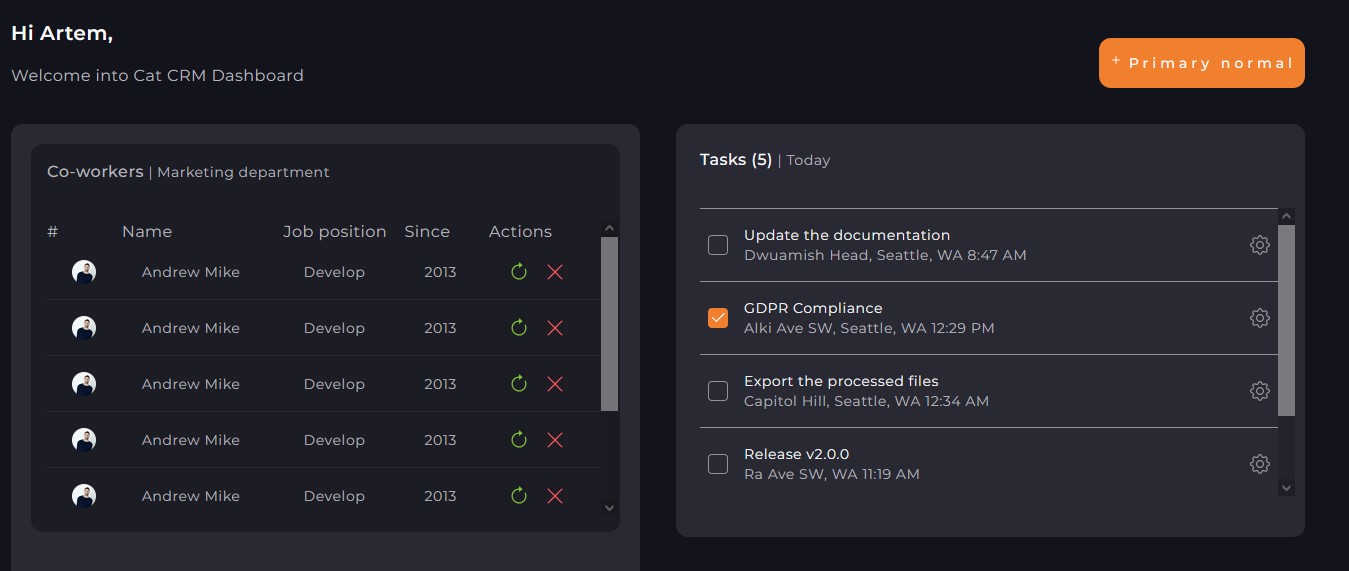 Hi Artem,
Welcome into Cat CRM Dashboard
+ Primary normal
Co-workers | Marketing department
# Name Job position Since Actions
Andrew Mike Develop 2013
Andrew Mike Develop 2013
Andrew Mike Develop 2013
Andrew Mike Develop 2013
Andrew Mike Develop 2013
Tasks (5) | Today
Update the documentation
Dwuamish Head, Seattle, WA 8:47 AM
GDPR Compliance
Alki Ave SW, Seattle, WA 12:29 PM
Export the processed files
Capitol Hill, Seattle, WA 12:34 AM
Release v2.0.0
Ra Ave SW, WA 11:19 AM